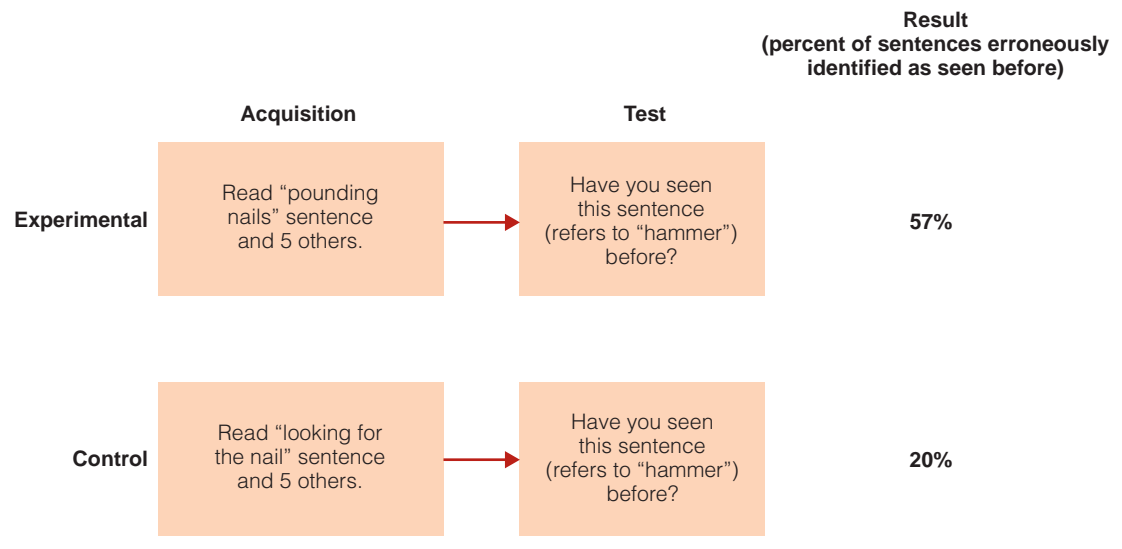 Result
(percent of sentences erroneously
identified as seen before)
Acquisition
Test
Experimental
Read “pounding
nails” sentence
and 5 others.
Have you seen
this sentence
(refers to “hammer”)
before?
57%
Control
Read “looking for
the nail” sentence
and 5 others.
Have you seen
this sentence
(refers to “hammer”)
before?
20%